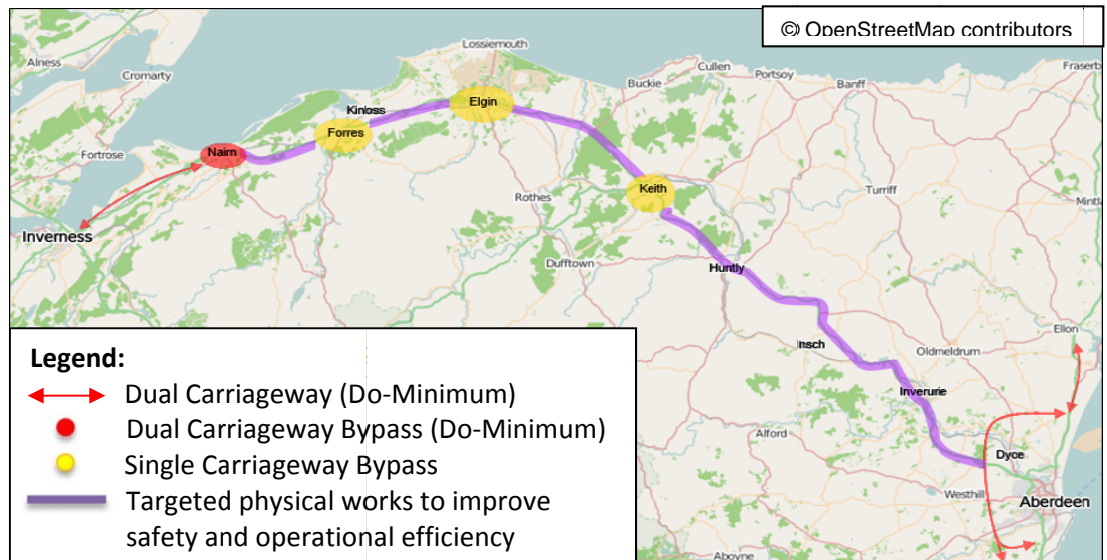 © OpenStreetMap contributors
Alness
Cromarty
Lossiemouth
Cullen
Portsoy
Banff
Buckie
Elgin
Kinloss
Forres
Nairn
Fortrose
Keith
Turriff
Rothes
Inverness
Dufftown
Huntly
Ellon
Insch
Oldmeldrum
Inverurie
Alford
Dyce
Westhill
Aberdeen
Aboyne
Legend:
Dual Carriageway (Do-Minimum)
Dual Carriageway Bypass (Do-Minimum)
Single Carriageway Bypass
Targeted physical works to improve
safety and operational efficiency